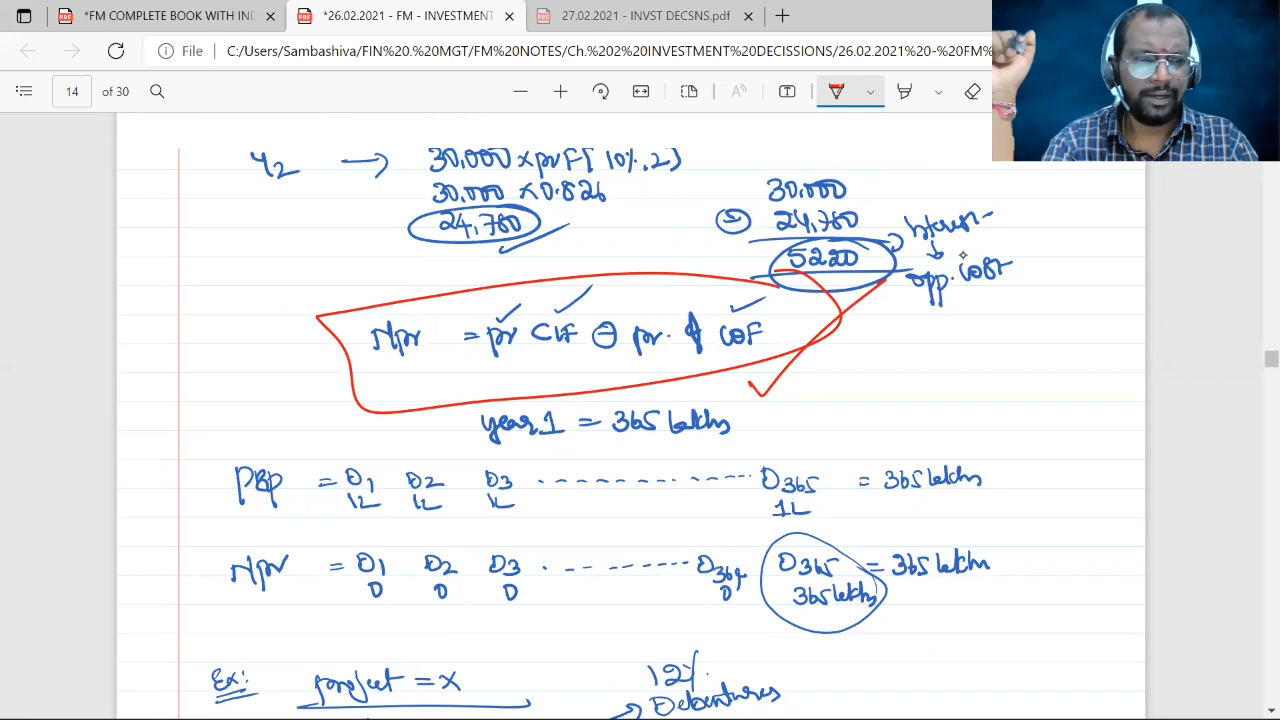 *FM COMPLETE BOOK WITH IND
*26.02.2021 - FM - INVESTMENT
27.02.2021 - INVST DECSNS.pdf
File
C:/Users/Sambashiva/FIN%20.%20MGT/FM%20NOTES/Ch.%202%20INVESTMENT%20DECISSIONS/26.02.2021%20-%20FM%
14 of 30
Y2 → 30,000 x PVF (10%,2)
30,000 x 0.826
24,780
30,000
⊖ 24,780
5220
Interest
opp. cost
NPV = PV CIF ⊖ PV. of COF
year 1 = 365 lakhs
PBP = D1 D2 D3 ------------ D365 = 365 lakhs
1L 1L 1L 1L
NPV = D1 D2 D3 . -------- D364 D365 = 365 lakhs
0 0 0 0 365 lakhs
Ex: project = X
12%
Debentures